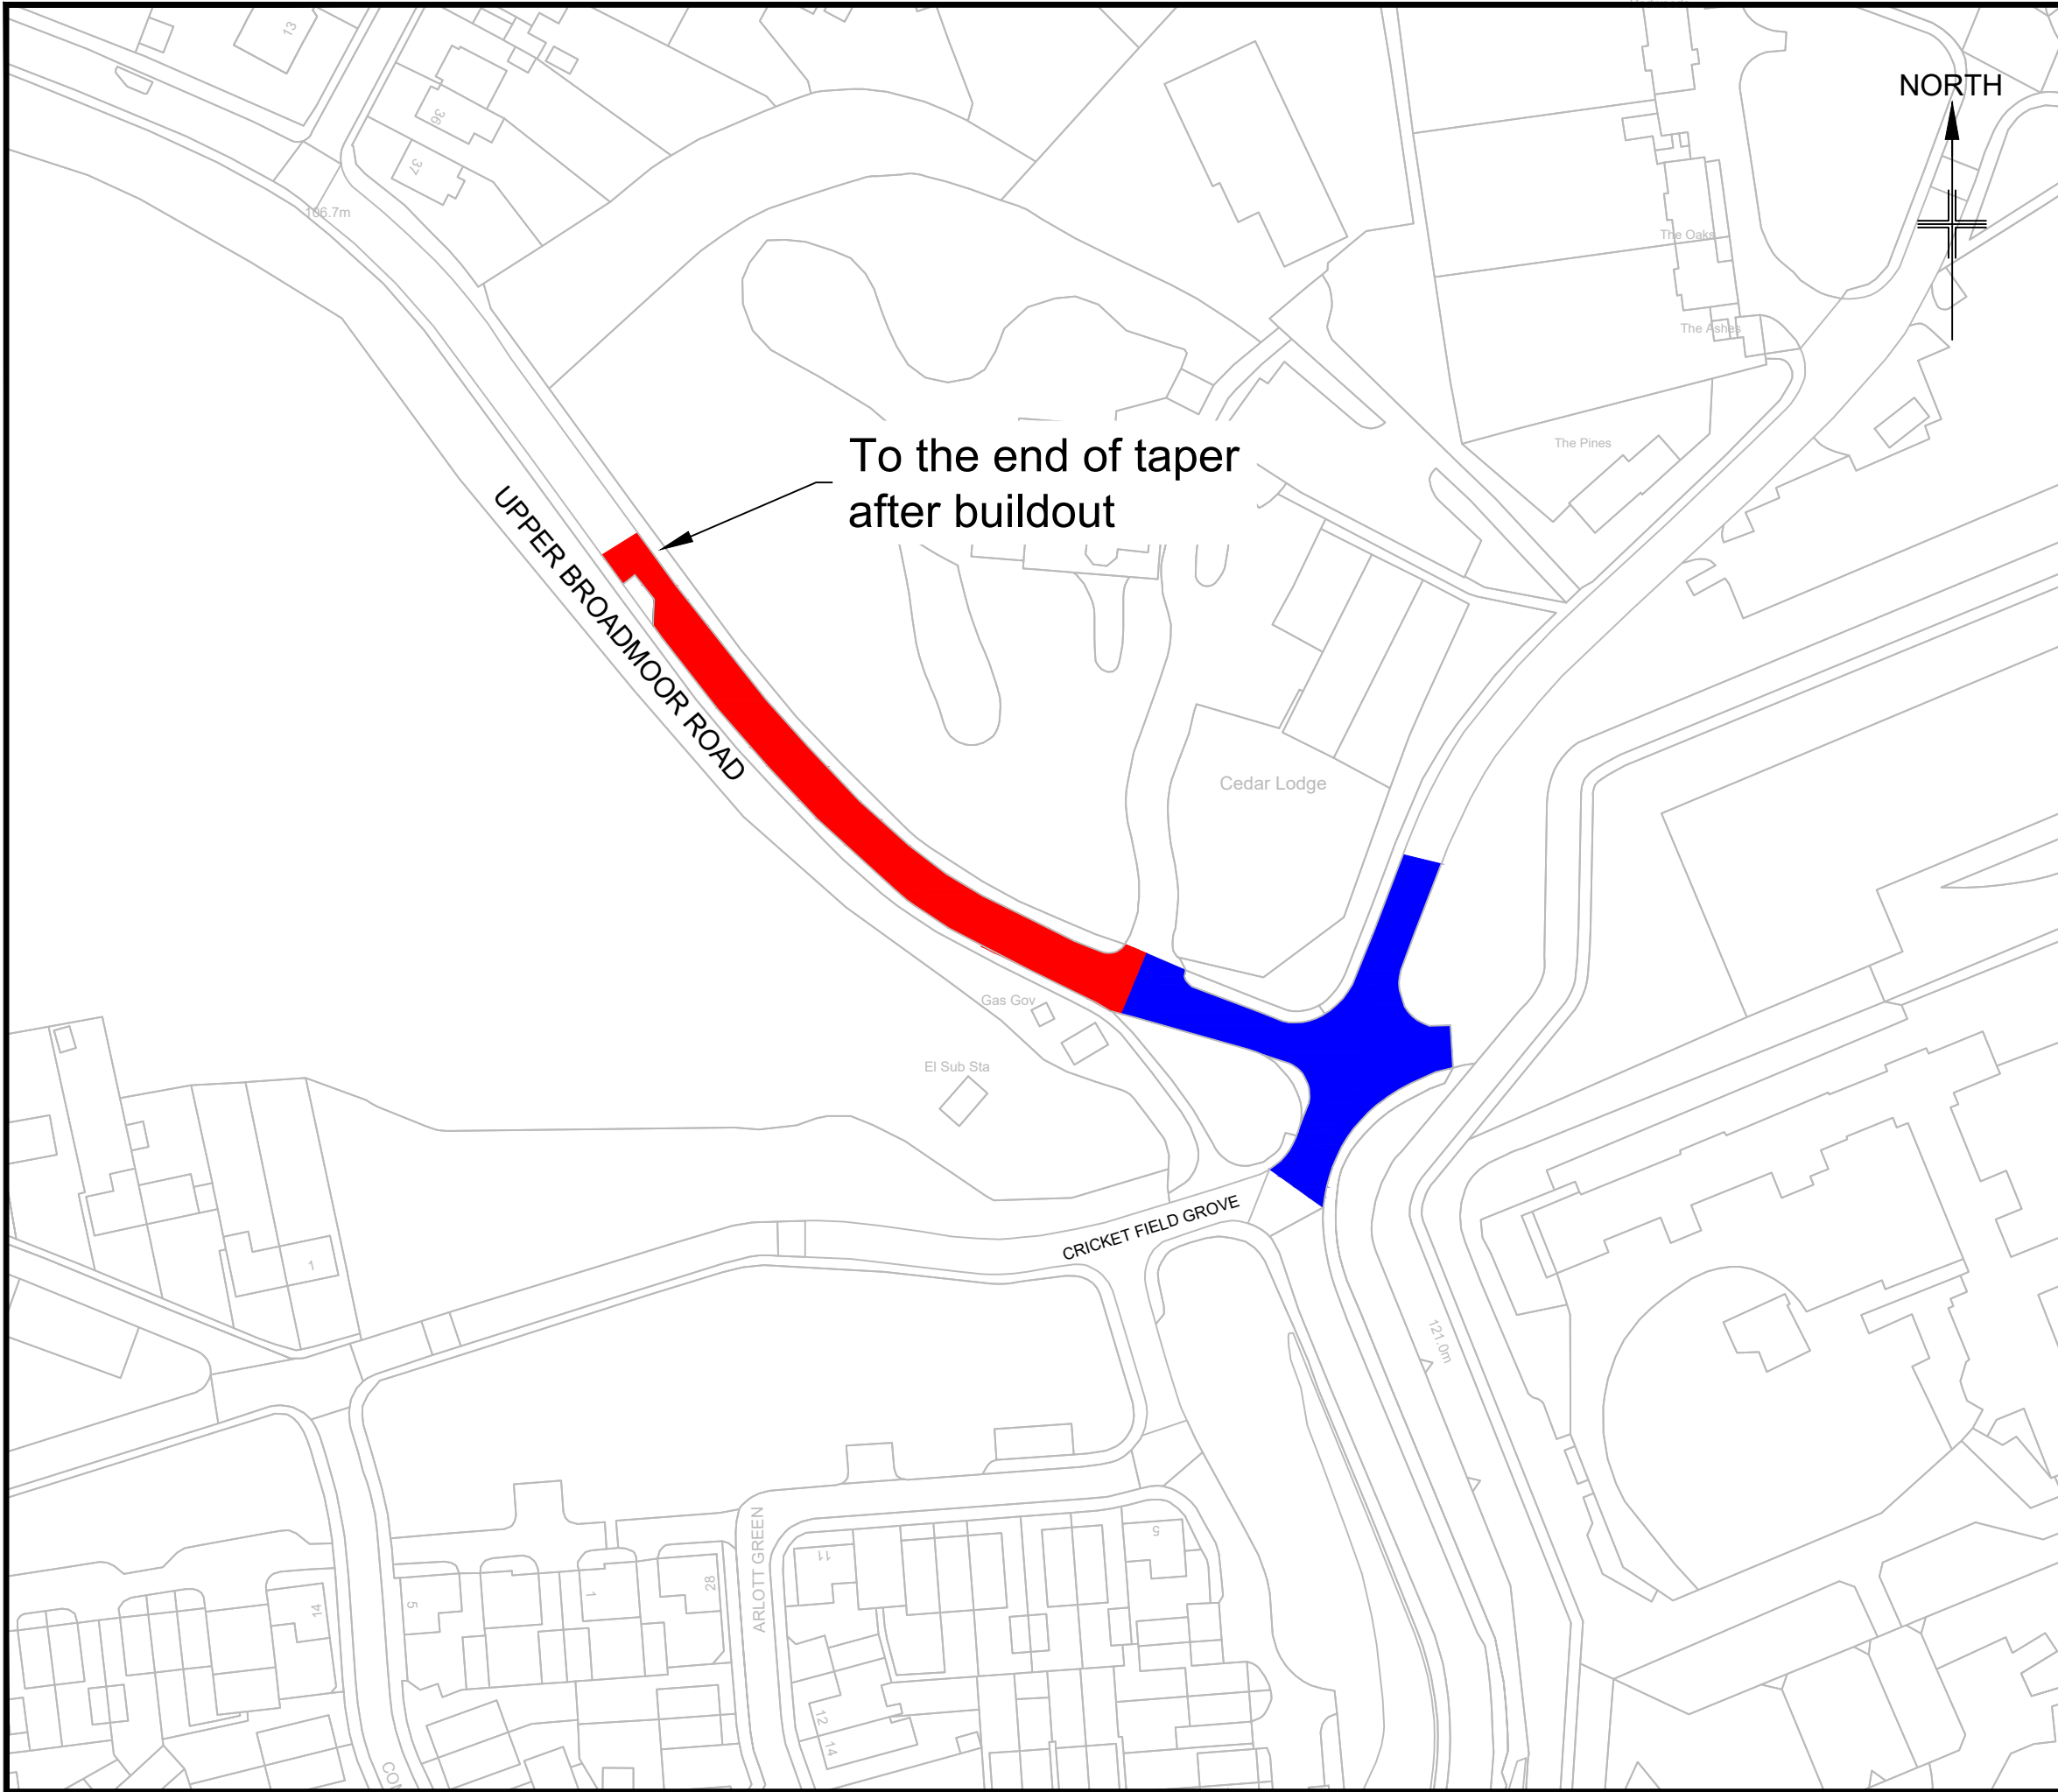 13
NORTH
36
37
106.7m
The Oaks
The Ashes
To the end of taper
after buildout
The Pines
UPPER BROADMOOR ROAD
Cedar Lodge
Gas Gov
El Sub Sta
CRICKET FIELD GROVE
1
121.0m
ARLOTT GREEN
11
5
28
1
5
14
12
14